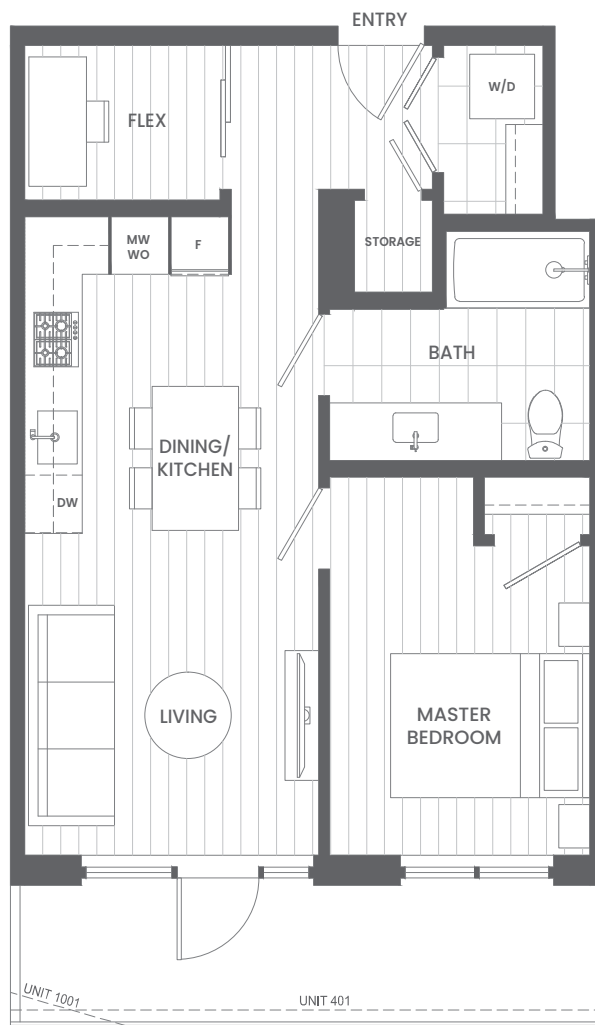 ENTRY
W/D
FLEX
MW
WO
F
STORAGE
BATH
DINING/
KITCHEN
DW
LIVING
MASTER
BEDROOM
UNIT 1001
UNIT 401